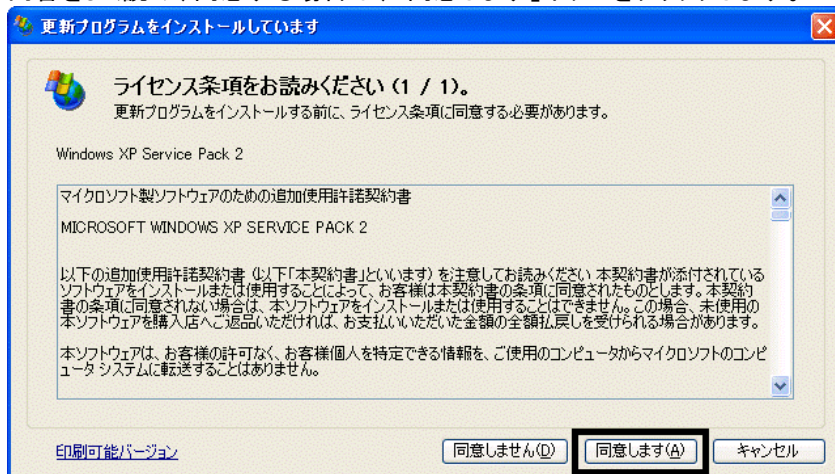 更新プログラムをインストールしています
ライセンス条項をお読みください (1 / 1)。
更新プログラムをインストールする前に、ライセンス条項に同意する必要があります。
Windows XP Service Pack 2
マイクロソフト製ソフトウェアのための追加使用許諾契約書
MICROSOFT WINDOWS XP SERVICE PACK 2
以下の追加使用許諾契約書 (以下「本契約書」といいます) を注意してお読みください 本契約書が添付されている
ソフトウェアをインストールまたは使用することによって、お客様は本契約書の条項に同意されたものとします。本契約
書の条項に同意されない場合は、本ソフトウェアをインストールまたは使用することはできません。この場合、未使用の
本ソフトウェアを購入店へご返品いただければ、お支払いいただいた金額の全額払戻しを受けられる場合があります。
本ソフトウェアは、お客様の許可なく、お客様個人を特定できる情報を、ご使用のコンピュータからマイクロソフトのコンピ
ュータ システムに転送することはありません。
印刷可能バージョン
同意しません(D)
同意します(A)
キャンセル